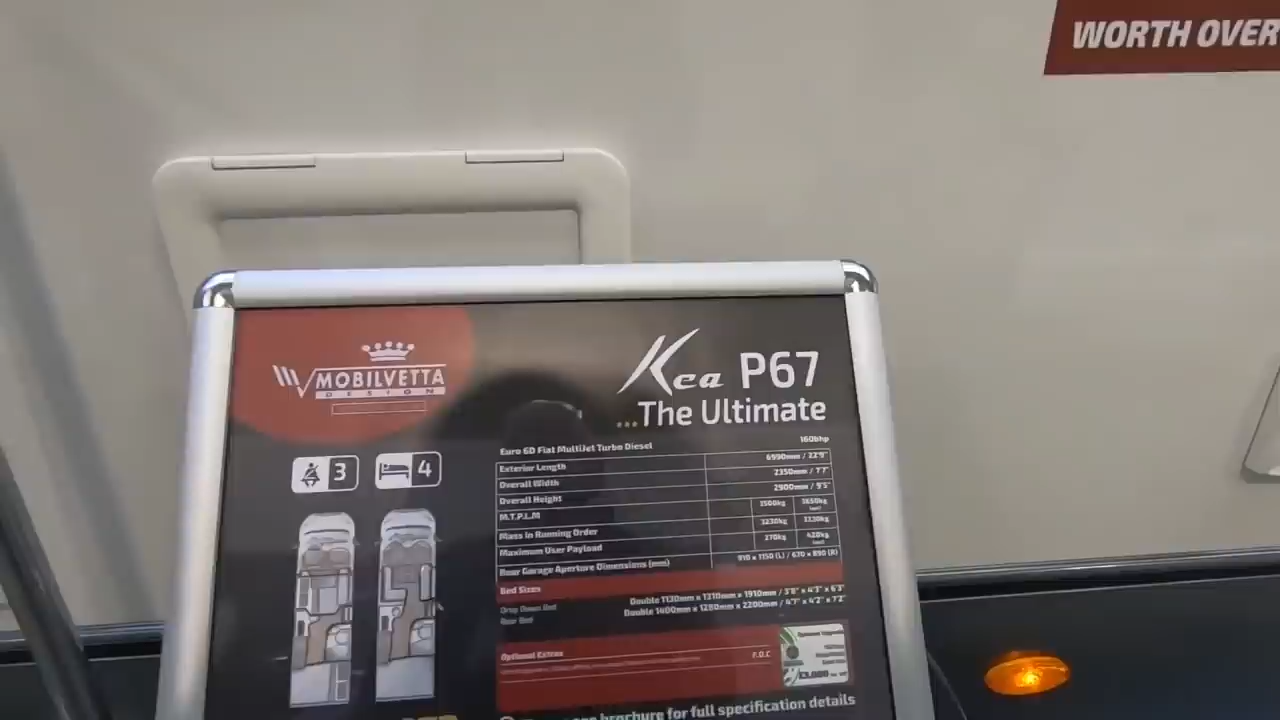 WORTH OVER
MOBILVETTA
DESIGN
Kea P67
...The Ultimate
3
4
Euro 6D Fiat MultiJet Turbo Diesel 160bhp
Exterior Length 6990mm / 22'9"
Overall Width 2350mm / 7'7"
Overall Height 2900mm / 9'5"
M.T.P.L.M 3500kg 3650kg
Mass in Running Order 3230kg 3230kg
Maximum User Payload 270kg 420kg
Rear Garage Aperture Dimensions (mm) 910 x 1150 (L) / 670 x 890 (R)
Bed Sizes
Drop Down Bed Double 1130mm x 1310mm x 1910mm / 3'8" x 4'3" x 6'3"
Rear Bed Double 1400mm x 1280mm x 2200mm / 4'7" x 4'2" x 7'2"
Optional Extras
F.O.C
£3,000
brochure for full specification details